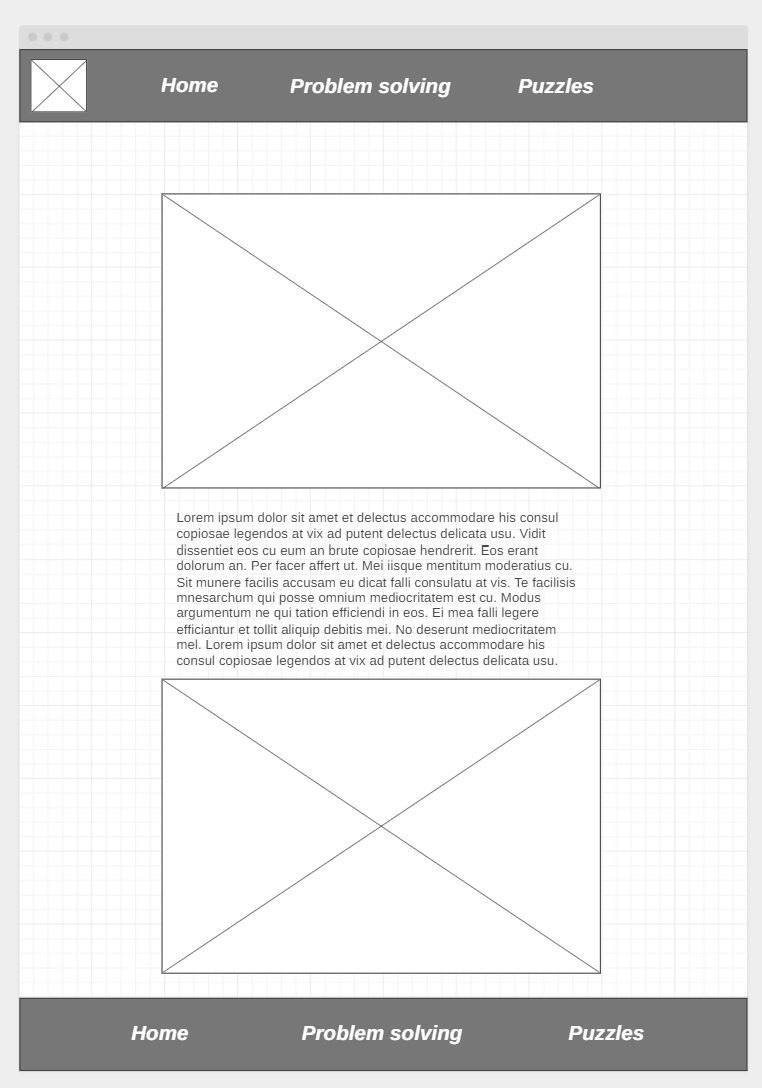 Home Problem solving Puzzles
Lorem ipsum dolor sit amet et delectus accommodare his consul
copiosae legendos at vix ad putent delectus delicata usu. Vidit
dissentiet eos cu eum an brute copiosae hendrerit. Eos erant
dolorum an. Per facer affert ut. Mei iisque mentitum moderatius cu.
Sit munere facilis accusam eu dicat falli consulatu at vis. Te facilisis
mnesarchum qui posse omnium mediocritatem est cu. Modus
argumentum ne qui tation efficiendi in eos. Ei mea falli legere
efficiantur et tollit aliquip debitis mei. No deserunt mediocritatem
mel. Lorem ipsum dolor sit amet et delectus accommodare his
consul copiosae legendos at vix ad putent delectus delicata usu.
Home Problem solving Puzzles